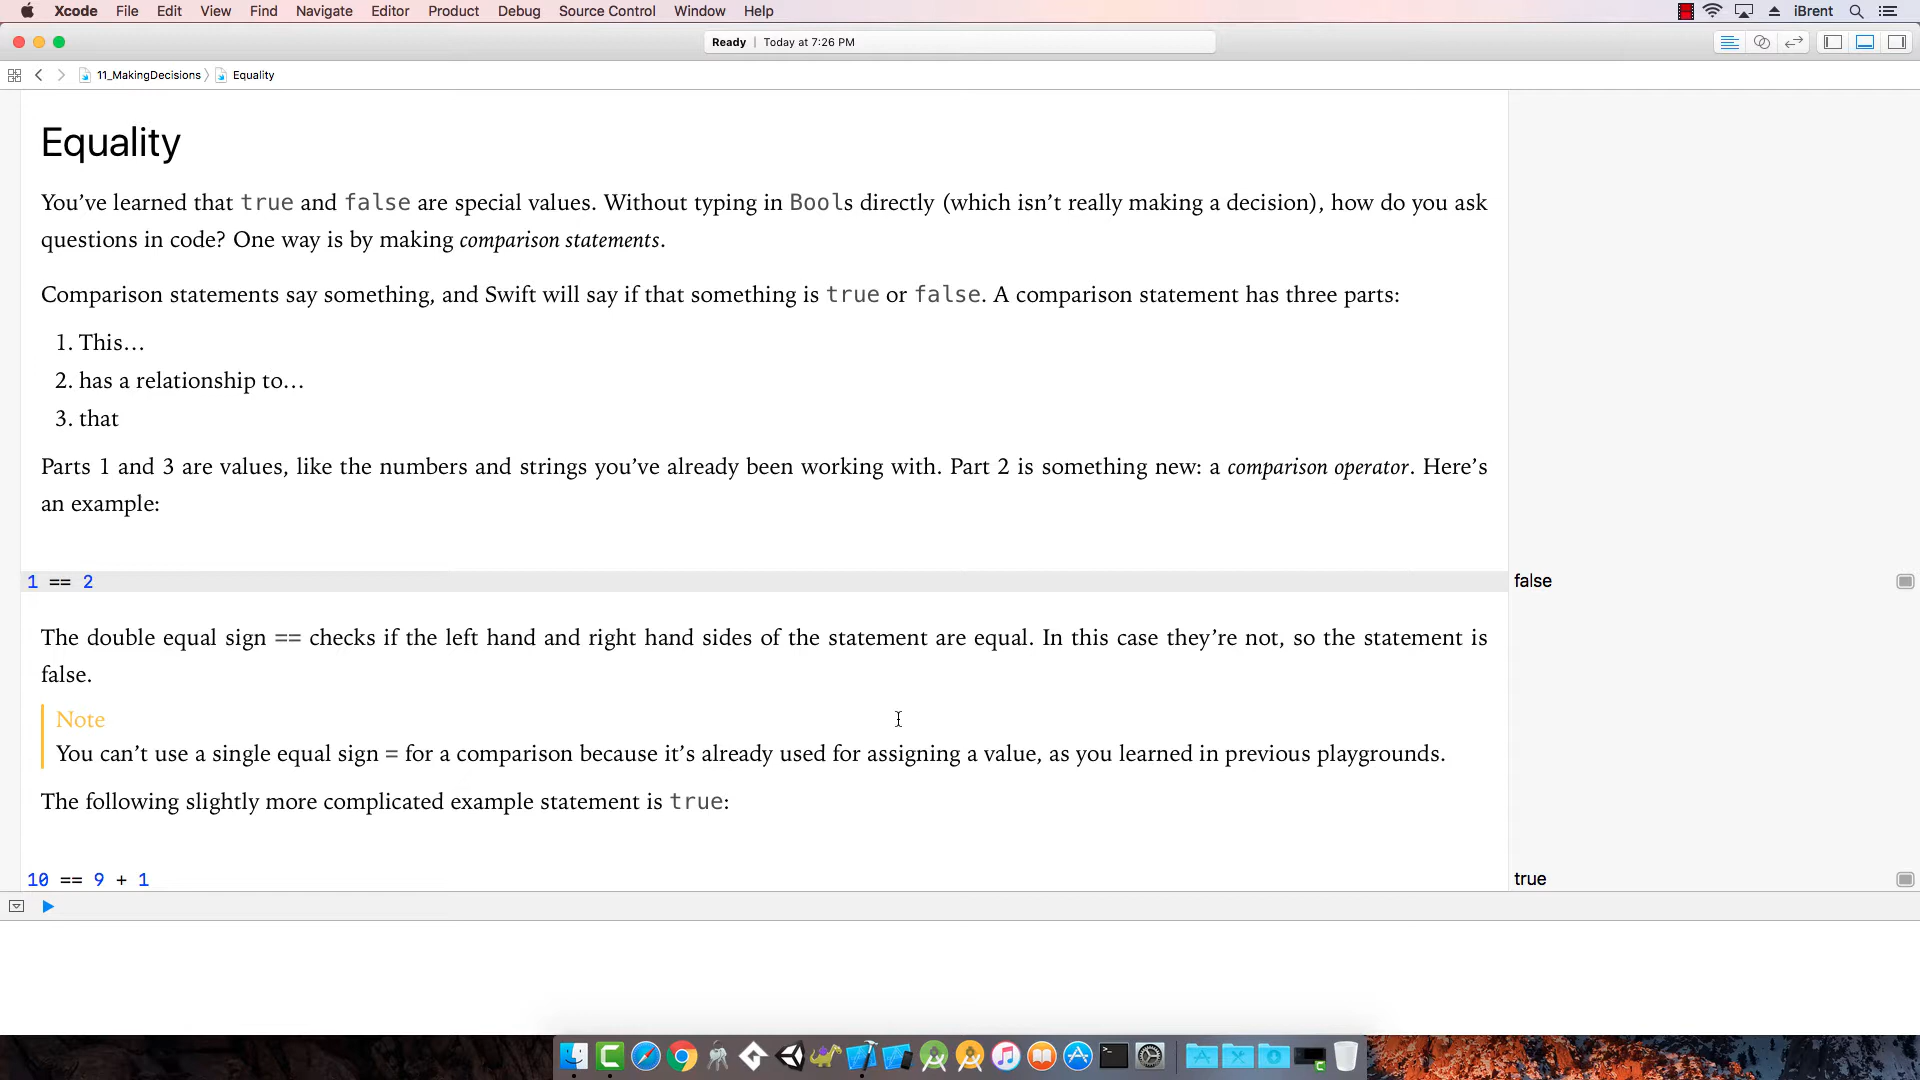 Xcode File Edit View Find Navigate Editor Product Debug Source Control Window Help iBrent
Ready | Today at 7:26 PM
11_MakingDecisions Equality
Equality
You’ve learned that true and false are special values. Without typing in Bools directly (which isn’t really making a decision), how do you ask
questions in code? One way is by making comparison statements.
Comparison statements say something, and Swift will say if that something is true or false. A comparison statement has three parts:
1. This…
2. has a relationship to…
3. that
Parts 1 and 3 are values, like the numbers and strings you’ve already been working with. Part 2 is something new: a comparison operator. Here’s
an example:
1 == 2 false
The double equal sign == checks if the left hand and right hand sides of the statement are equal. In this case they’re not, so the statement is
false.
Note
You can’t use a single equal sign = for a comparison because it’s already used for assigning a value, as you learned in previous playgrounds.
The following slightly more complicated example statement is true:
10 == 9 + 1 true